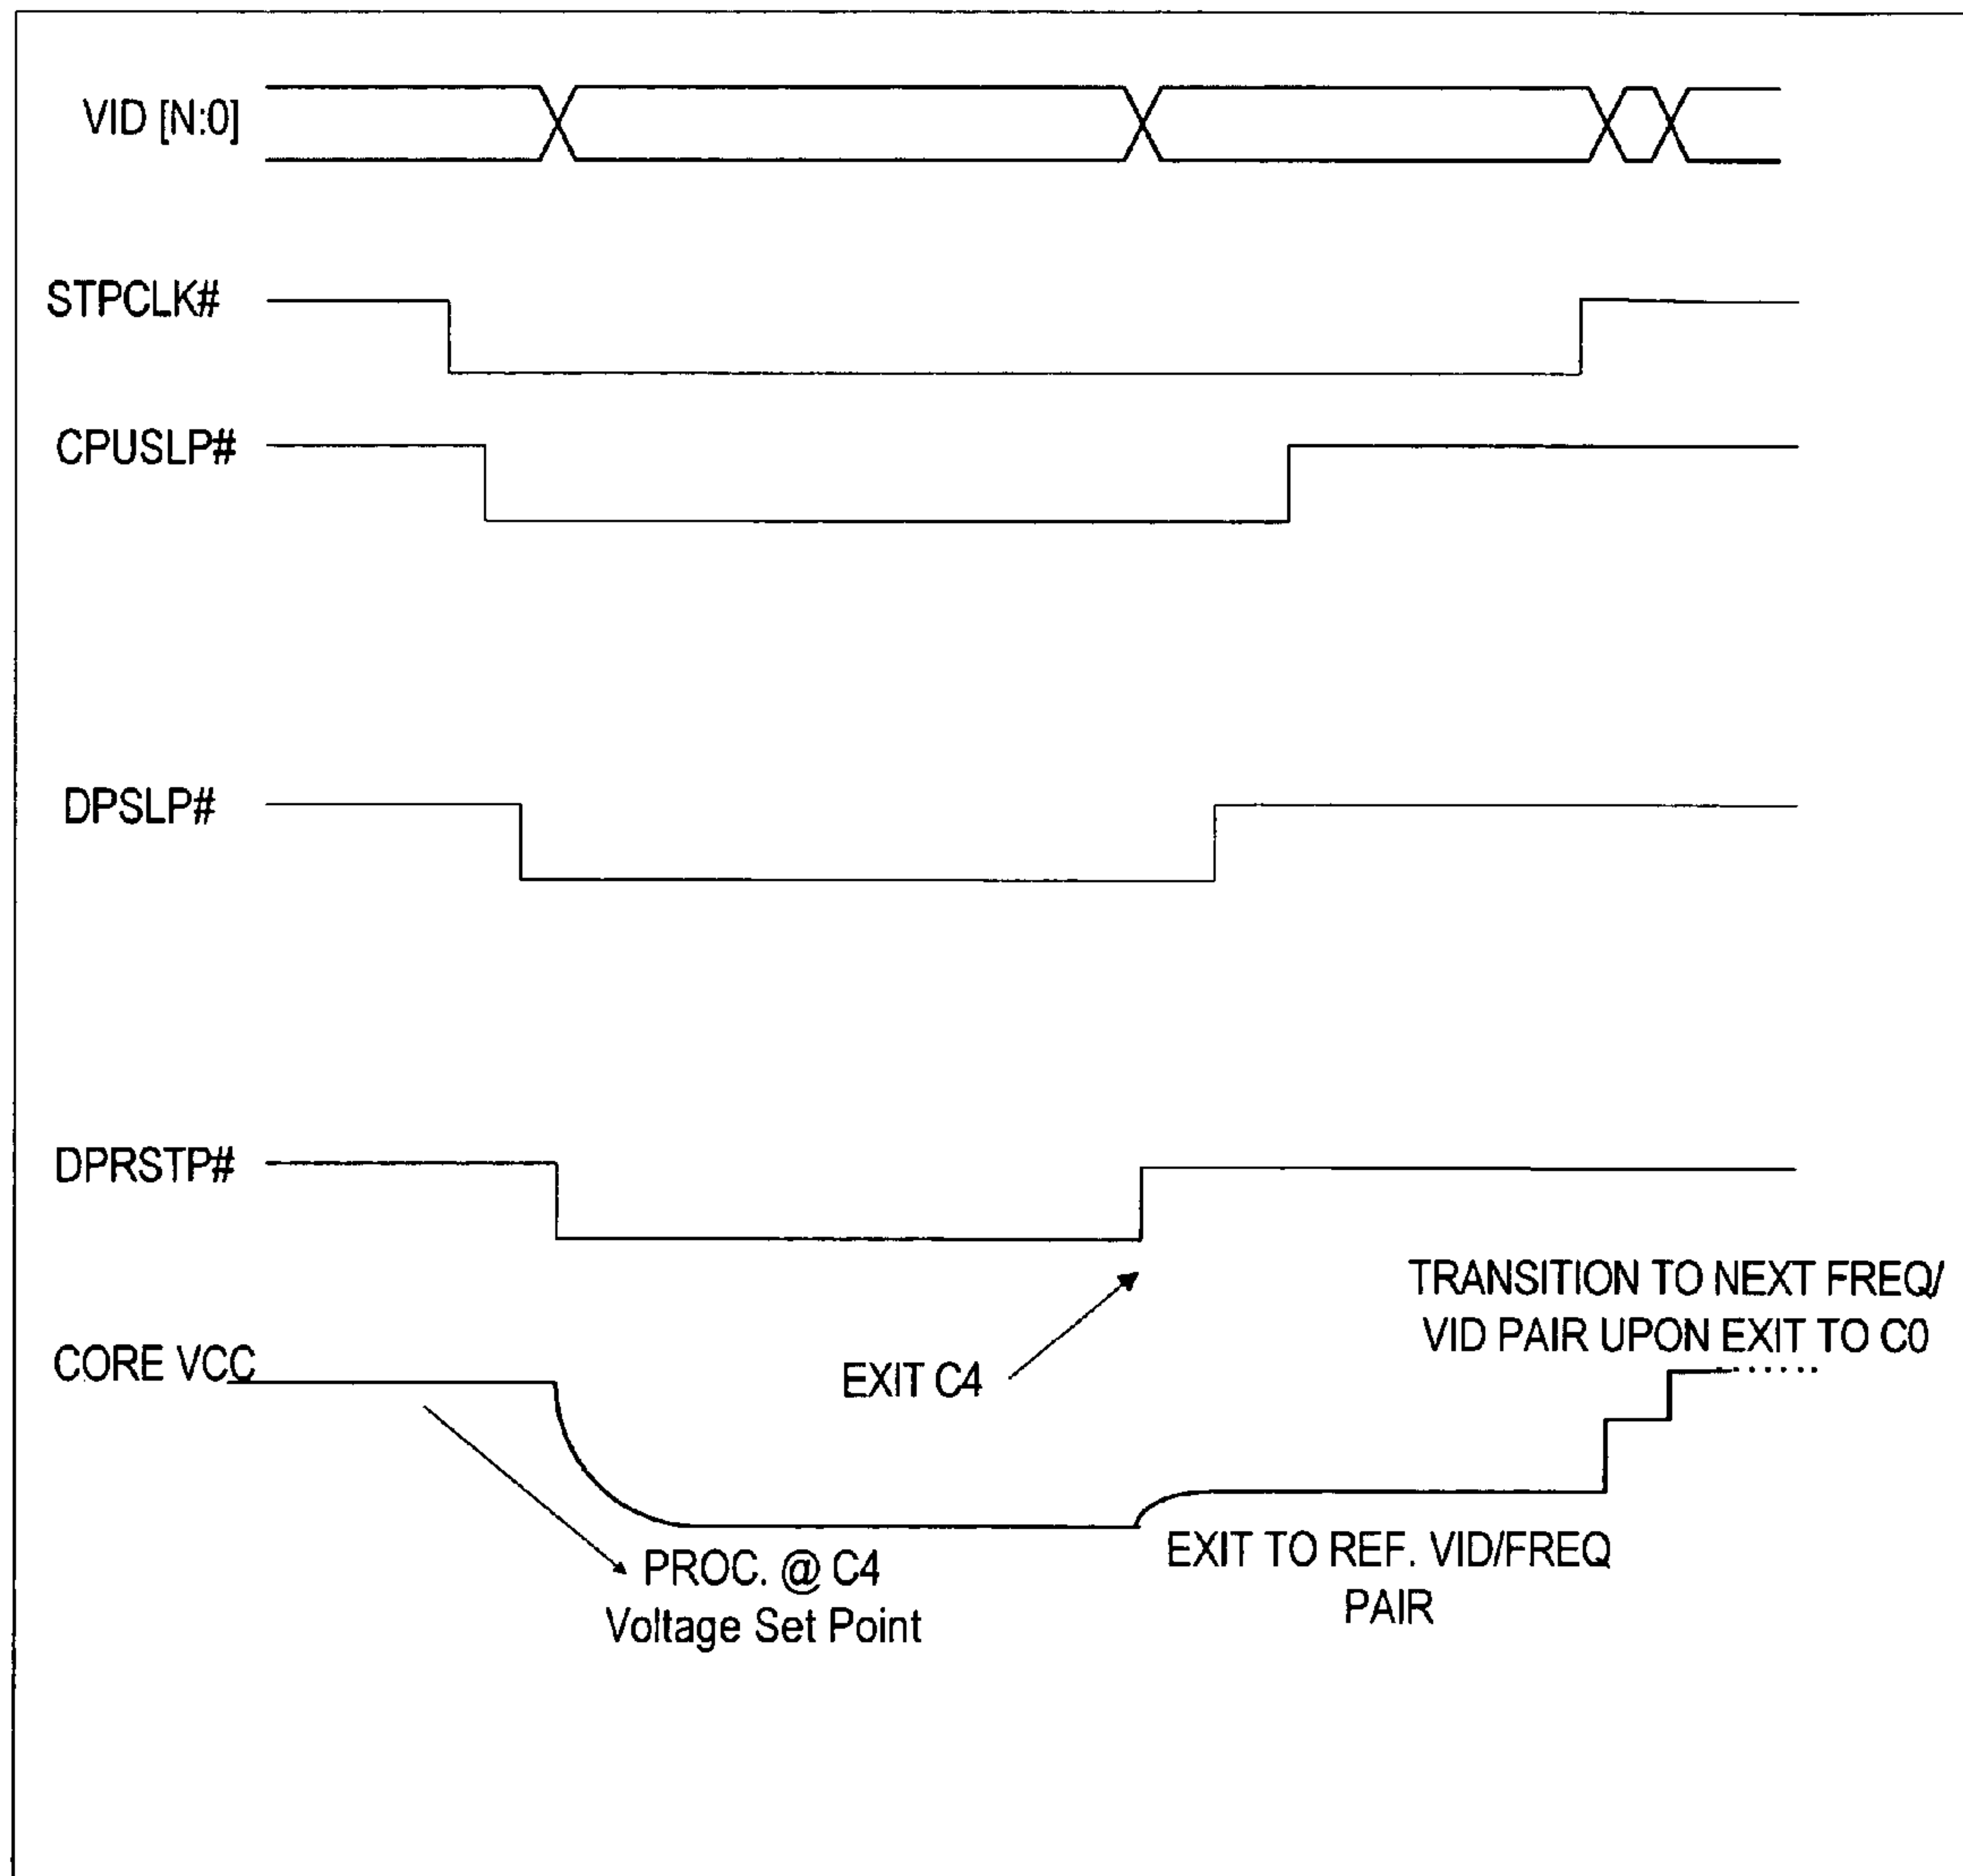 VID [N:0]
STPCLK#
CPUSLP#
DPSLP#
DPRSTP#
TRANSITION TO NEXT FREQ/
VID PAIR UPON EXIT TO C0
CORE VCC
EXIT C4
EXIT TO REF. VID/FREQ
PAIR
PROC. @ C4
Voltage Set Point